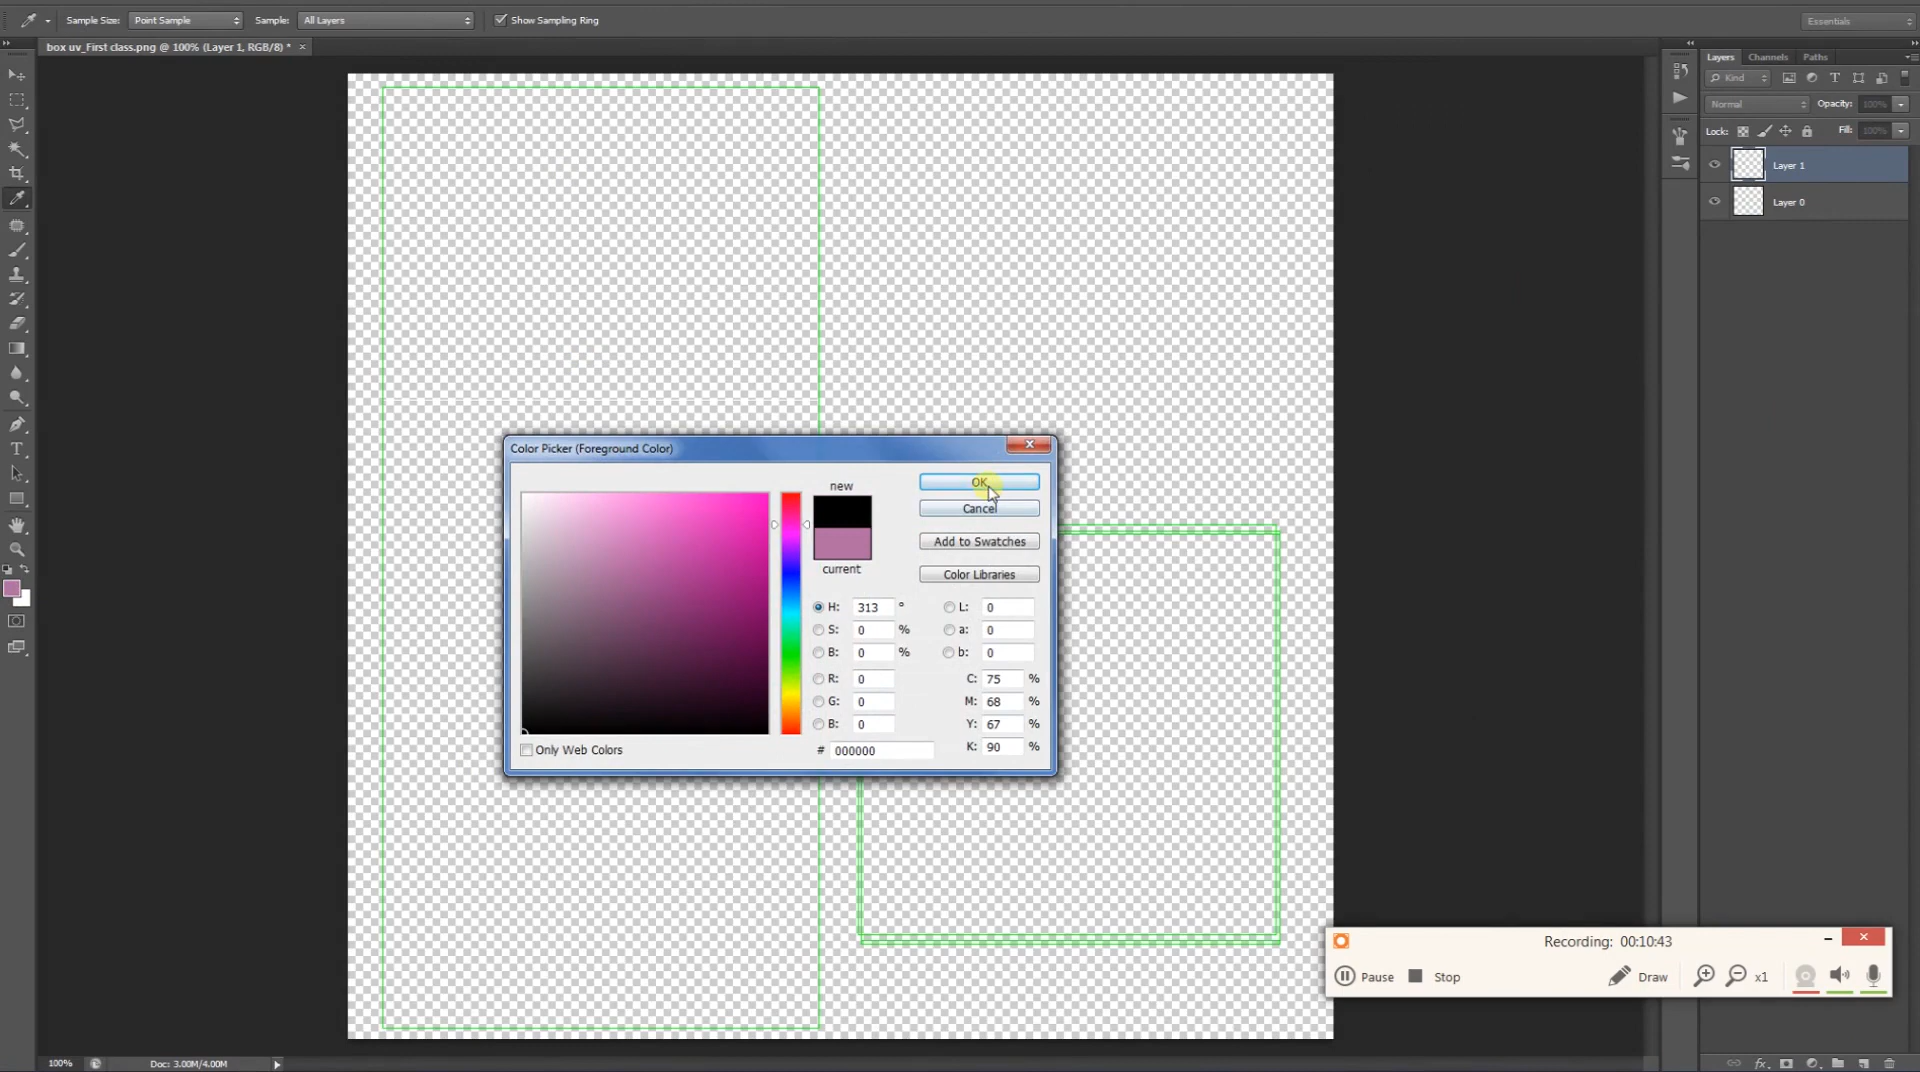 Sample Size: Point Sample Sample: All Layers Show Sampling Ring Essentials
box uv_First class.png @ 100% (Layer 1, RGB/8) * ×
Layers Channels Paths
Kind
Normal Opacity: 100%
Lock: Fill: 100%
Layer 1
Layer 0
Color Picker (Foreground Color)
new
OK
Cancel
Add to Swatches
current
Color Libraries
H: 313 ° L: 0
S: 0 % a: 0
B: 0 % b: 0
R: 0 C: 75 %
G: 0 M: 68 %
B: 0 Y: 67 %
Only Web Colors # 000000 K: 90 %
Recording: 00:10:43
Pause Stop Draw x1
100% Doc: 3.00M/4.00M